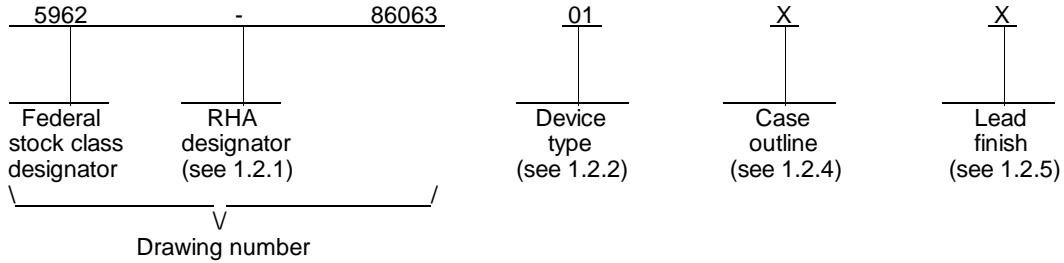 5962 - 86063 01 X X
Federal stock class designator RHA designator (see 1.2.1) Device type (see 1.2.2) Case outline (see 1.2.4) Lead finish (see 1.2.5)
\ /
\/
Drawing number